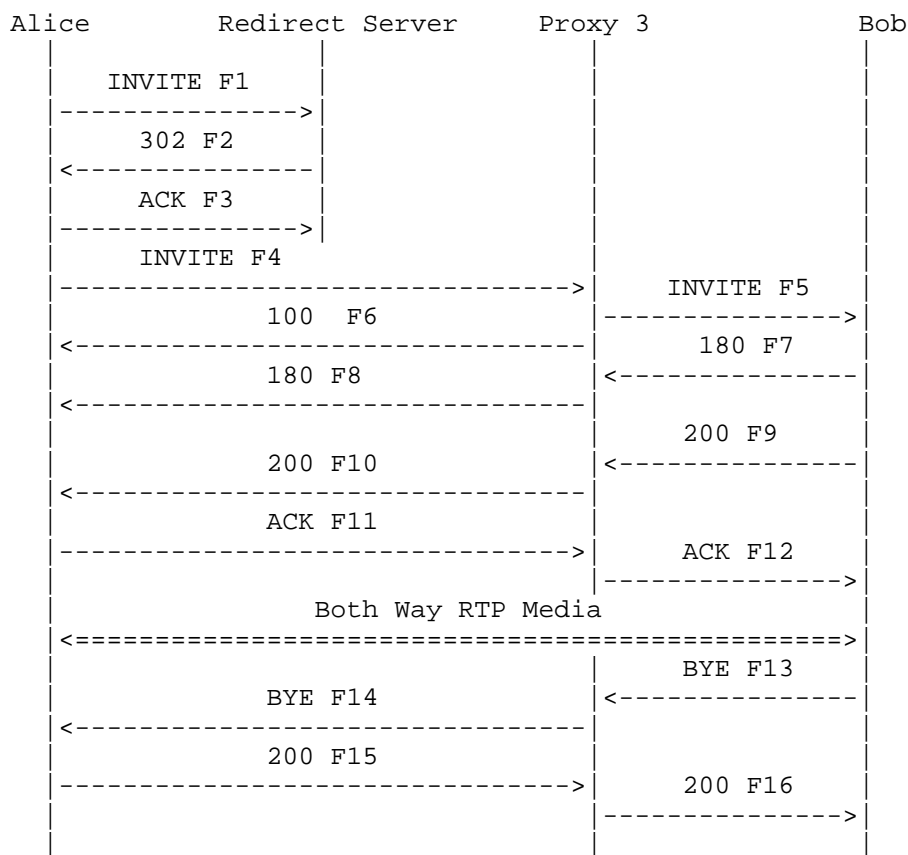 Alice Redirect Server Proxy 3 Bob
INVITE F1
302 F2
ACK F3
INVITE F4
INVITE F5
100 F6
180 F7
180 F8
200 F9
200 F10
ACK F11
ACK F12
Both Way RTP Media
BYE F13
BYE F14
200 F15
200 F16